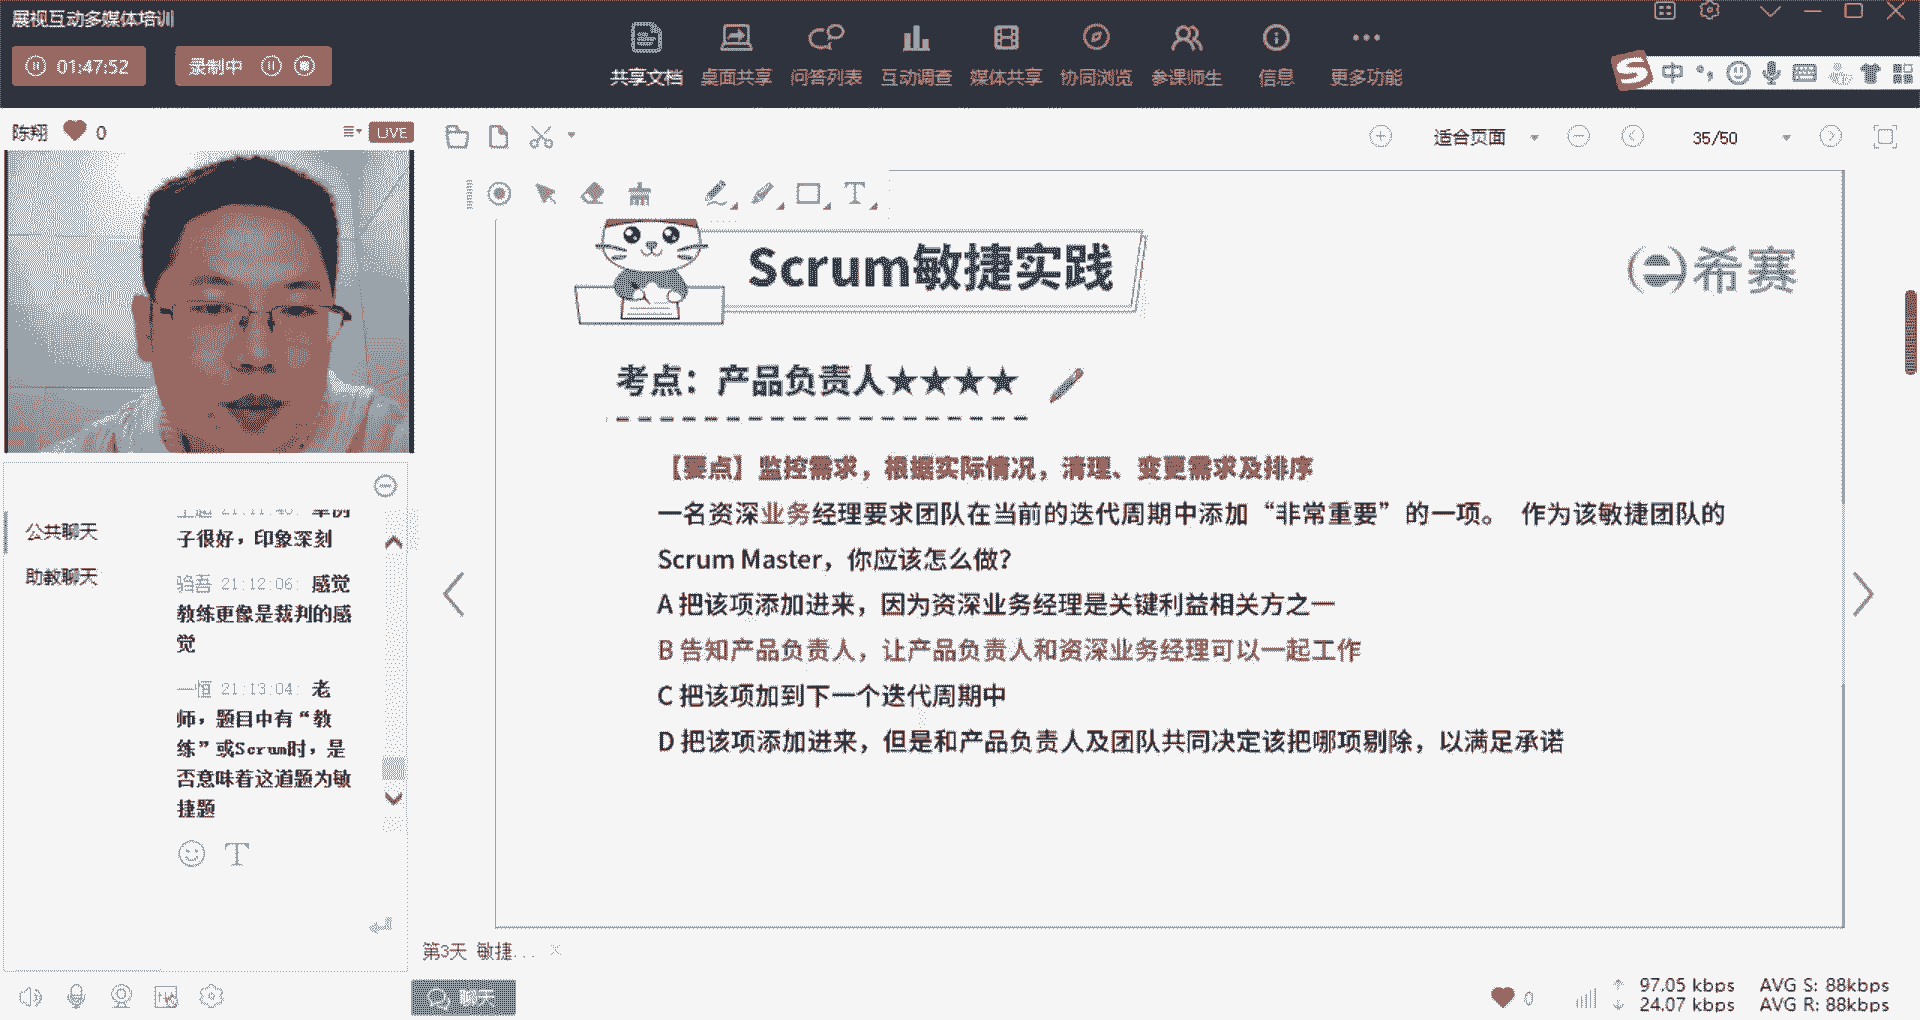 展视互动多媒体培训
01:47:52
录制中
共享文档 桌面共享 问答列表 互动调查 媒体共享 协同浏览 参课师生 信息 更多功能
中
陈翔 0
LIVE
适合页面
35/50
Scrum敏捷实践
希赛
考点：产品负责人★★★★
【要点】监控需求，根据实际情况，清理、变更需求及排序
一名资深业务经理要求团队在当前的迭代周期中添加“非常重要”的一项。 作为该敏捷团队的
Scrum Master，你应该怎么做？
A 把该项添加进来，因为资深业务经理是关键利益相关方之一
B 告知产品负责人，让产品负责人和资深业务经理可以一起工作
C 把该项加到下一个迭代周期中
D 把该项添加进来，但是和产品负责人及团队共同决定该把哪项剔除，以满足承诺
公共聊天
助教聊天
子很好，印象深刻
21:12:06: 感觉
教练更像是裁判的感
觉
一恒 21:13:04: 老
师，题目中有“教
练”或Scrum时，是
否意味着这道题为敏
捷题
第3天 敏捷...
聊天
0
97.05 kbps AVG S: 88kbps
24.07 kbps AVG R: 88kbps